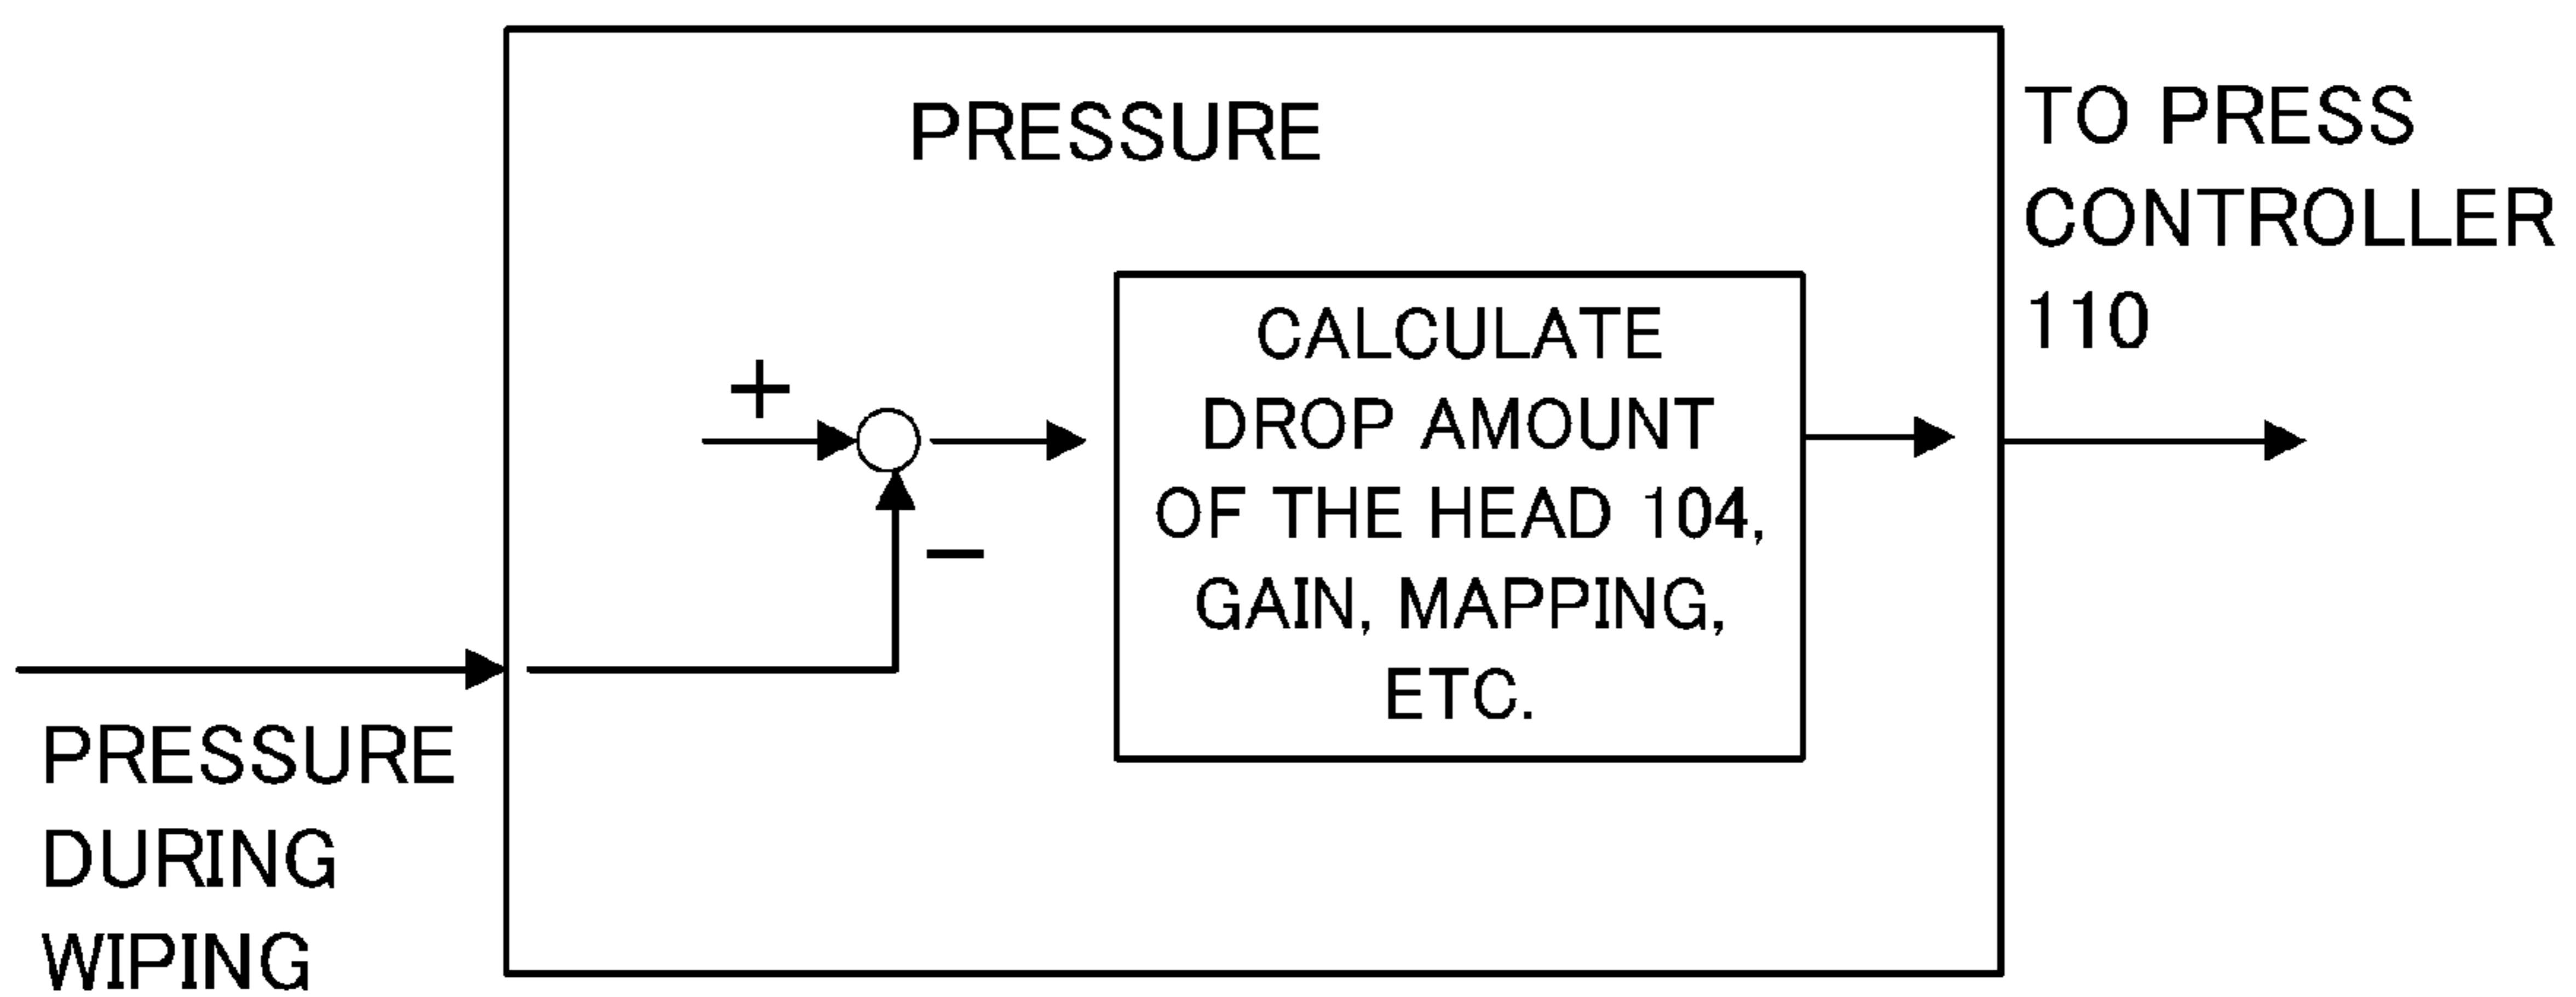 PRESSURE
TO PRESS
CONTROLLER
110
CALCULATE
DROP AMOUNT
OF THE HEAD 104,
GAIN, MAPPING,
ETC.
+
−
PRESSURE
DURING
WIPING